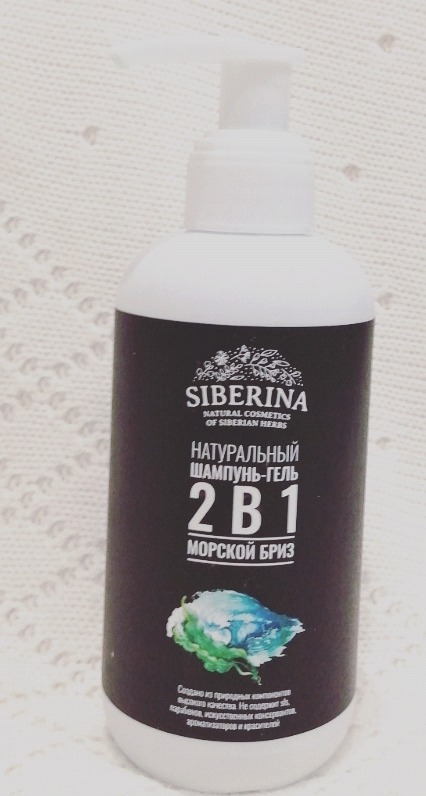 SIBERINA
NATURAL COSMETICS
OF SIBERIAN HERBS
НАТУРАЛЬНЫЙ
ШАМПУНЬ-ГЕЛЬ
2 В 1
МОРСКОЙ БРИЗ
Создано из природных компонентов
высокого качества. Не содержит sls,
парабенов, искусственных консервантов,
ароматизаторов и красителей